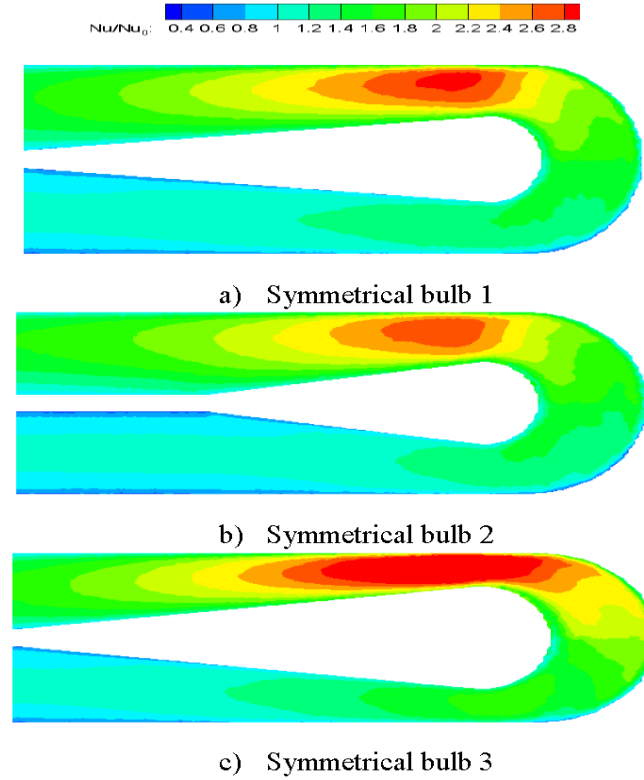 Nu/Nu₀: 0.4 0.6 0.8 1 1.2 1.4 1.6 1.8 2 2.2 2.4 2.6 2.8
a) Symmetrical bulb 1
b) Symmetrical bulb 2
c) Symmetrical bulb 3